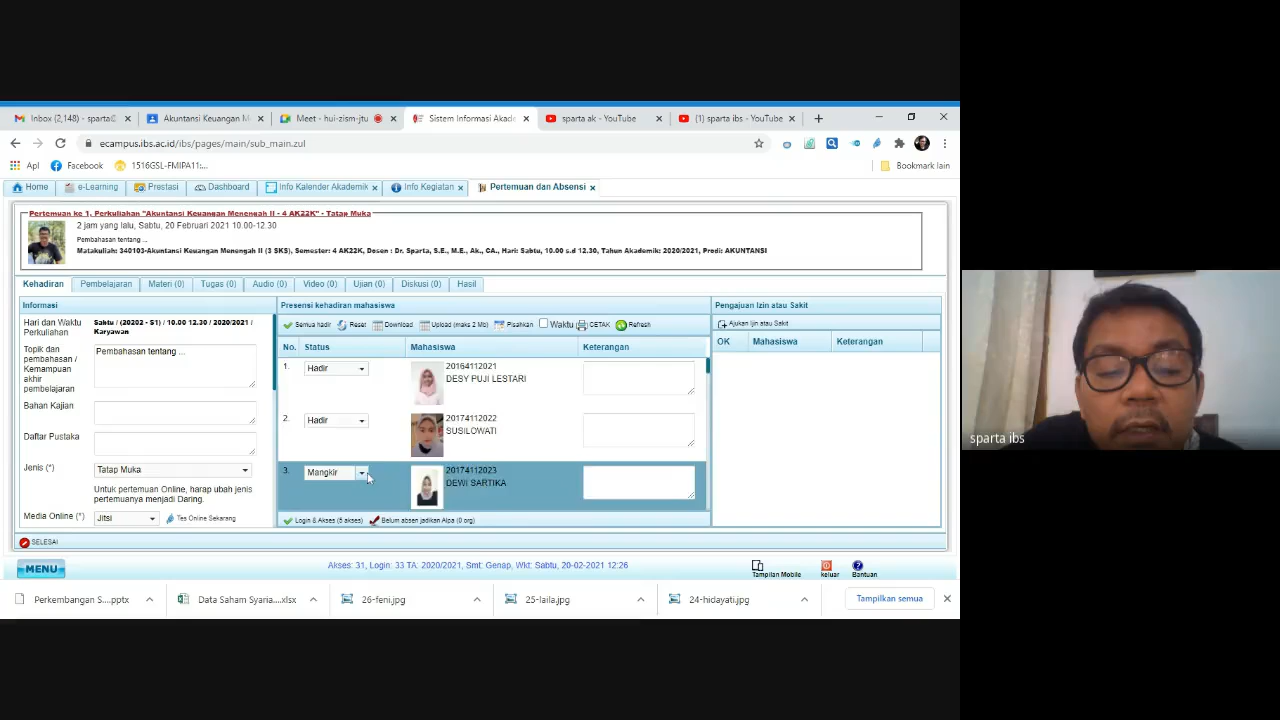 Inbox (2,148) - sparta
Akuntansi Keuangan M
Meet - hui-zism-jtu
Sistem Informasi Akade
sparta ak - YouTube
(1) sparta ibs - YouTube
ecampus.ibs.ac.id/ibs/pages/main/sub_main.zul
Apl
Facebook
1516GSL-FMIPA11:...
Bookmark lain
Home
e-Learning
Prestasi
Dashboard
Info Kalender Akademik
Info Kegiatan
Pertemuan dan Absensi
Pertemuan ke 1, Perkuliahan "Akuntansi Keuangan Menengah II - 4 AK22K" - Tatap Muka
2 jam yang lalu, Sabtu, 20 Februari 2021 10.00-12.30
Pembahasan tentang ...
Matakuliah: 340103-Akuntansi Keuangan Menengah II (3 SKS), Semester: 4 AK22K, Dosen : Dr. Sparta, S.E., M.E., Ak., CA., Hari: Sabtu, 10.00 s.d 12.30, Tahun Akademik: 2020/2021, Prodi: AKUNTANSI
Kehadiran
Pembelajaran
Materi (0)
Tugas (0)
Audio (0)
Video (0)
Ujian (0)
Diskusi (0)
Hasil
Informasi
Hari dan Waktu
Perkuliahan
Sabtu / (20202 - S1) / 10.00 12.30 / 2020/2021 /
Karyawan
Topik dan
pembahasan /
Kemampuan
akhir
pembelajaran
Pembahasan tentang ...
Bahan Kajian
Daftar Pustaka
Jenis (*)
Tatap Muka
Untuk pertemuan Online, harap ubah jenis
pertemuanya menjadi Daring.
Media Online (*)
Jitsi
Tes Online Sekarang
Presensi kehadiran mahasiswa
Semua hadir
Reset
Download
Upload (maks 2 Mb)
Pisahkan
Waktu
CETAK
Refresh
No.
Status
Mahasiswa
Keterangan
1.
Hadir
20164112021
DESY PUJI LESTARI
2.
Hadir
20174112022
SUSILOWATI
3.
Mangkir
20174112023
DEWI SARTIKA
Login & Akses (5 akses)
Belum absen jadikan Alpa (0 org)
Pengajuan Izin atau Sakit
Ajukan Ijin atau Sakit
OK
Mahasiswa
Keterangan
SELESAI
MENU
Akses: 31, Login: 33 TA: 2020/2021, Smt: Genap, Wkt: Sabtu, 20-02-2021 12:26
Tampilan Mobile
keluar
Bantuan
Perkembangan S....pptx
Data Saham Syaria....xlsx
26-feni.jpg
25-laila.jpg
24-hidayati.jpg
Tampilkan semua
sparta ibs